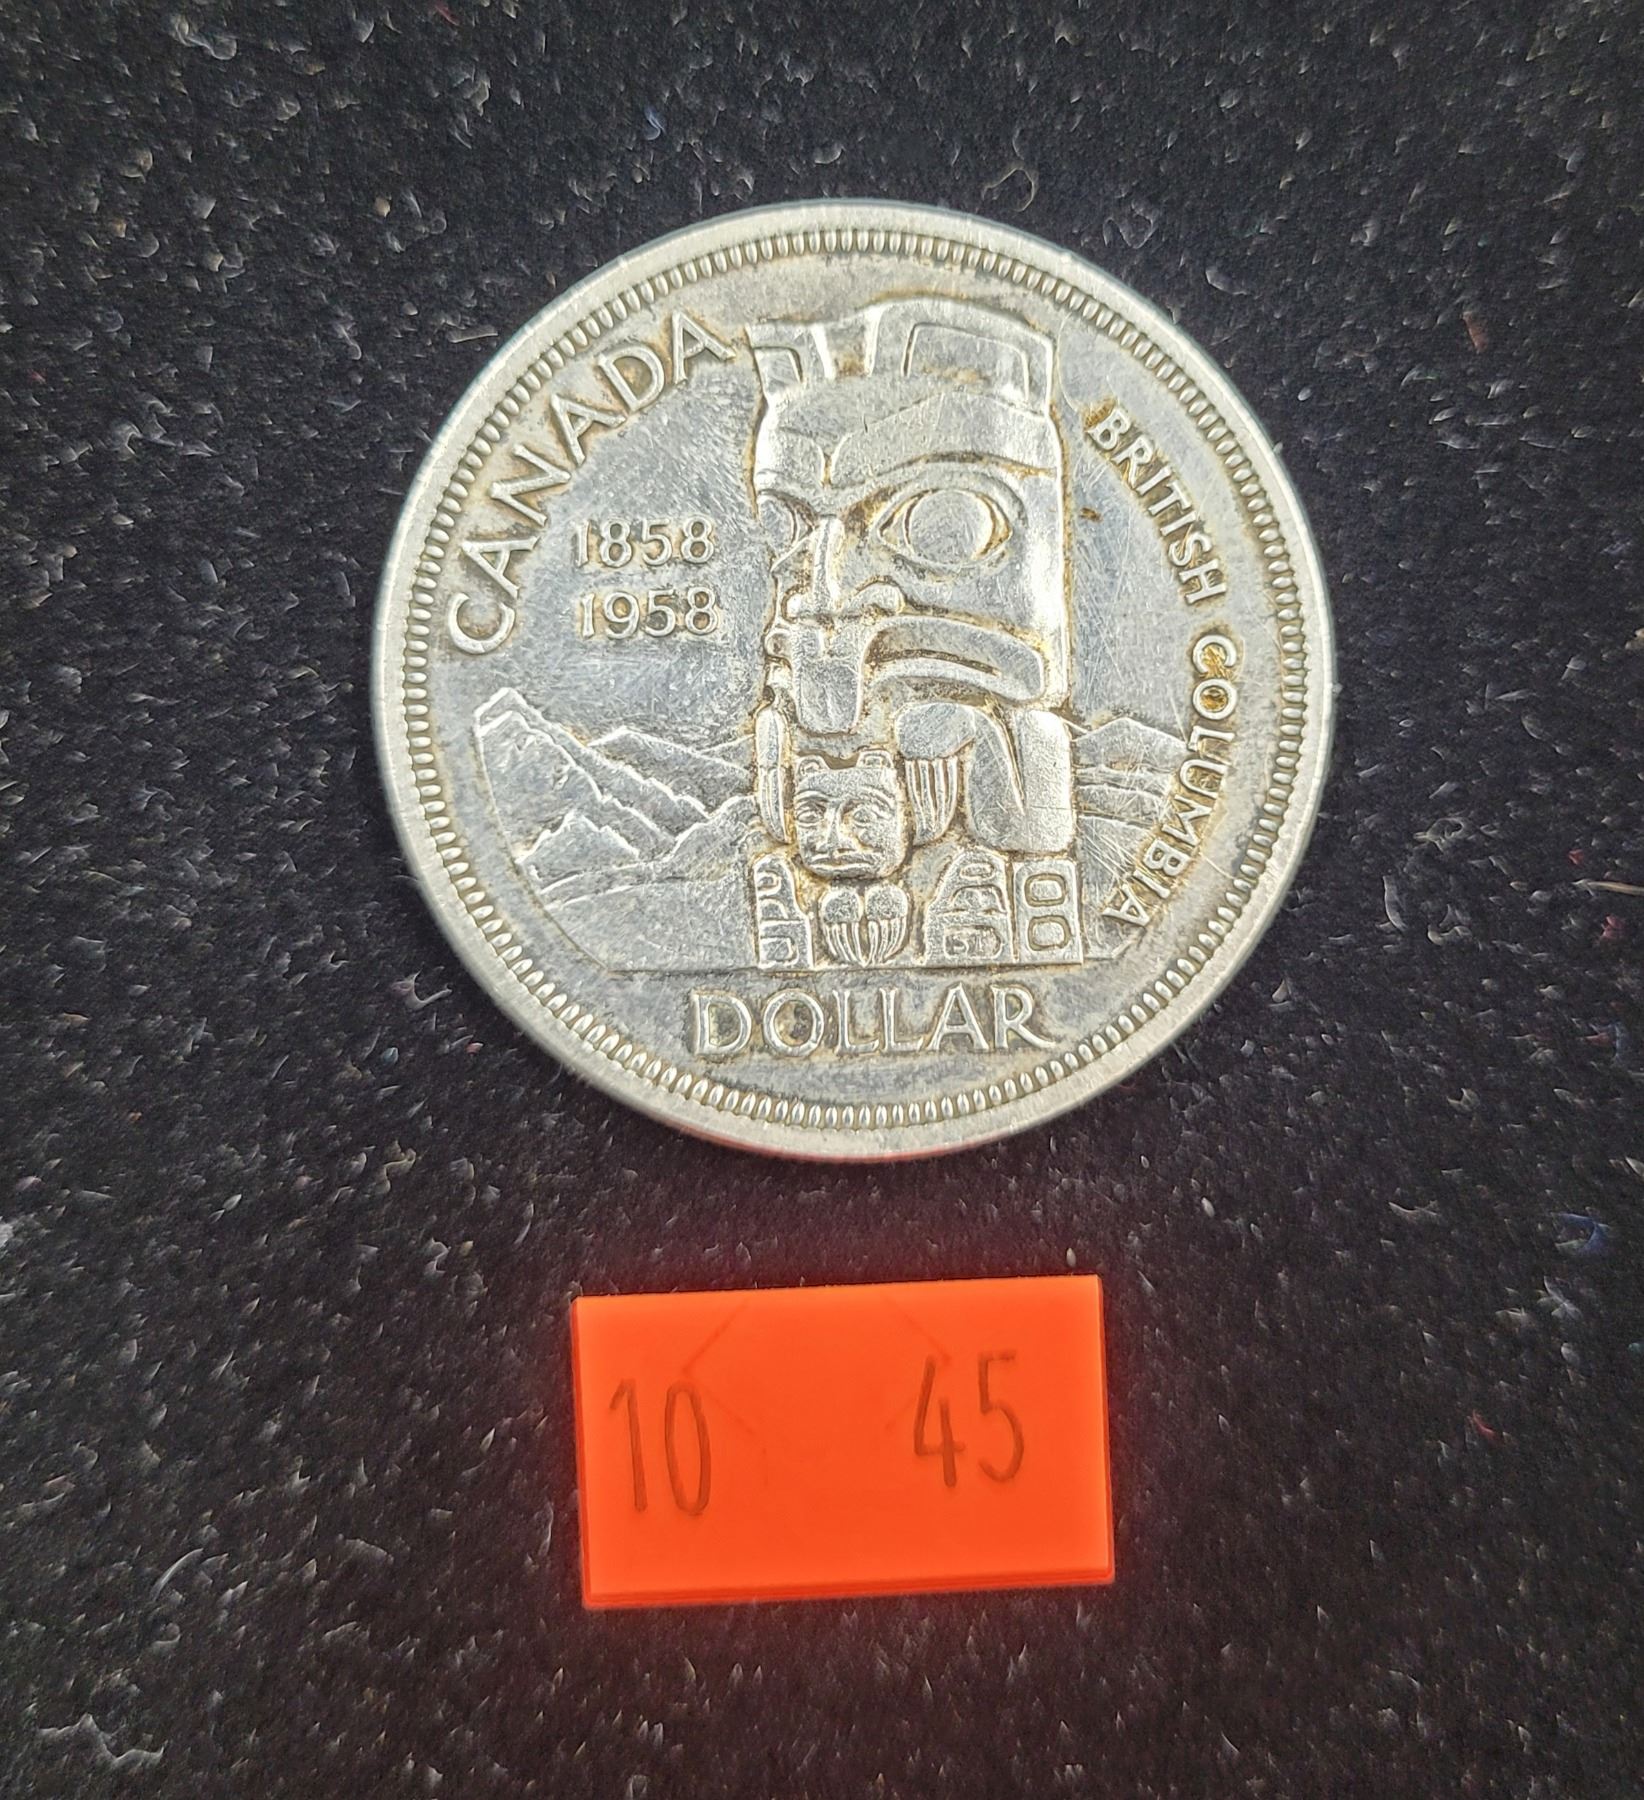 CANADA
1858
1958
BRITISH COLUMBIA
DOLLAR
10 45